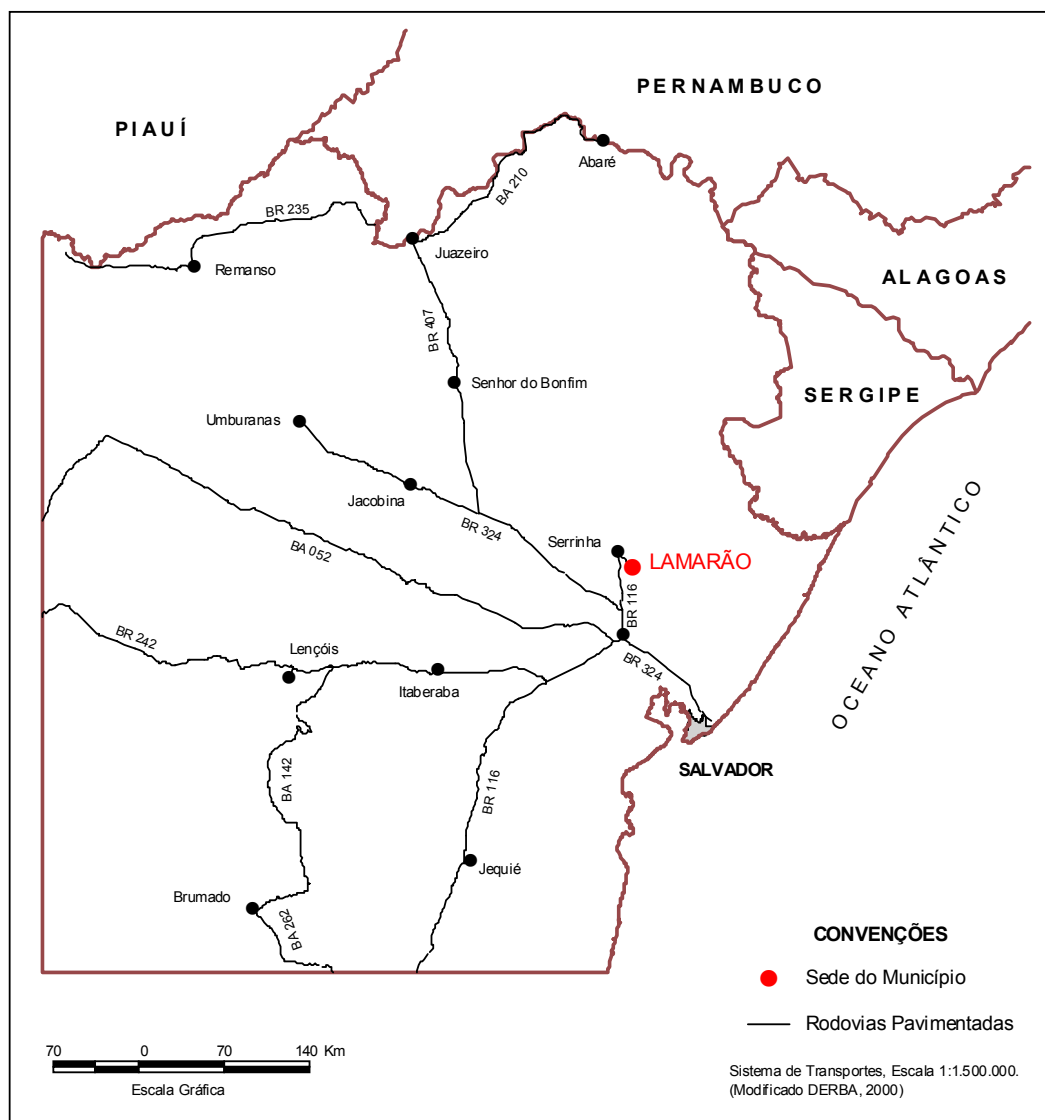 PERNAMBUCO
PIAUÍ
Abaré
BA 210
BR 235
Juazeiro
Remanso
ALAGOAS
BR 407
Senhor do Bonfim
SERGIPE
Umburanas
Jacobina
BR 324
OCEANO ATLÂNTICO
Serrinha
BA 052
LAMARÃO
BR 116
BR 242
Lençóis
BR 324
Itaberaba
SALVADOR
BA 142
BR 116
Jequié
Brumado
BA 262
CONVENÇÕES
Sede do Município
Rodovias Pavimentadas
70 0 70 140 Km
Escala Gráfica
Sistema de Transportes, Escala 1:1.500.000.
(Modificado DERBA, 2000)